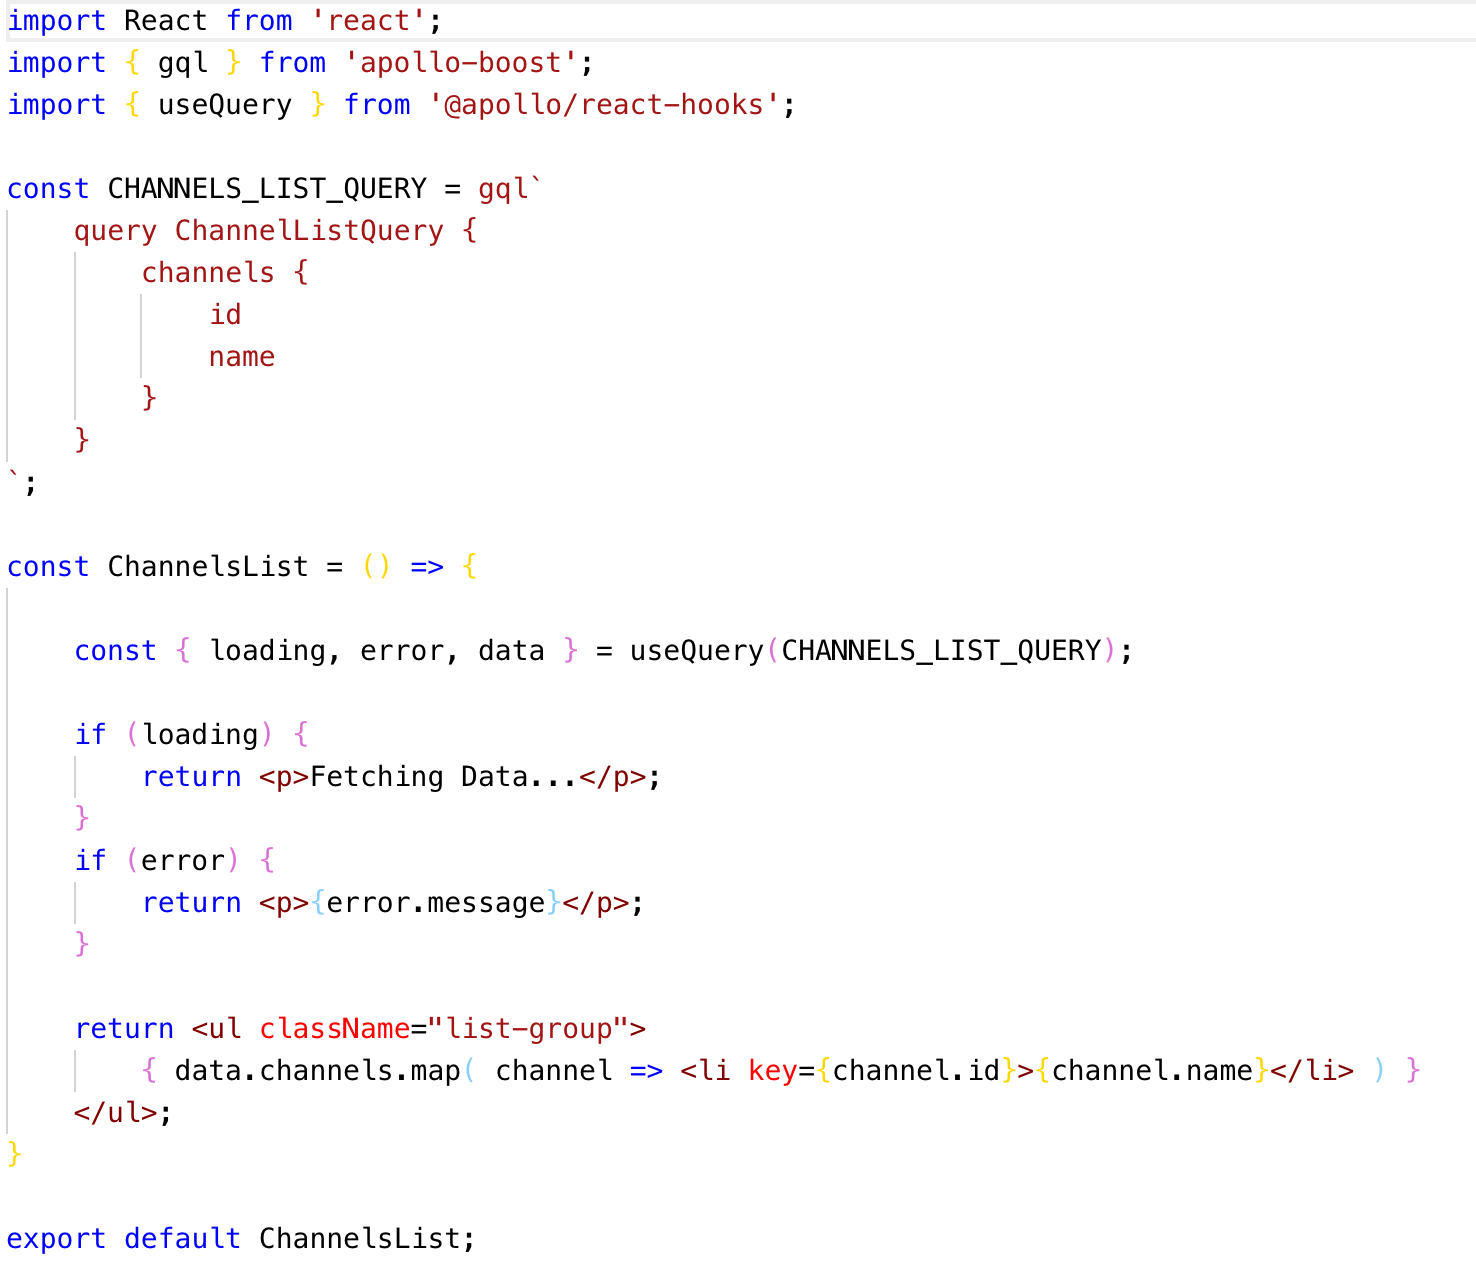 import React from 'react';
import { gql } from 'apollo-boost';
import { useQuery } from '@apollo/react-hooks';

const CHANNELS_LIST_QUERY = gql`
    query ChannelListQuery {
        channels {
            id
            name
        }
    }
`;

const ChannelsList = () => {

    const { loading, error, data } = useQuery(CHANNELS_LIST_QUERY);

    if (loading) {
        return <p>Fetching Data...</p>;
    }
    if (error) {
        return <p>{error.message}</p>;
    }

    return <ul className="list-group">
        { data.channels.map( channel => <li key={channel.id}>{channel.name}</li> ) }
    </ul>;
}

export default ChannelsList;